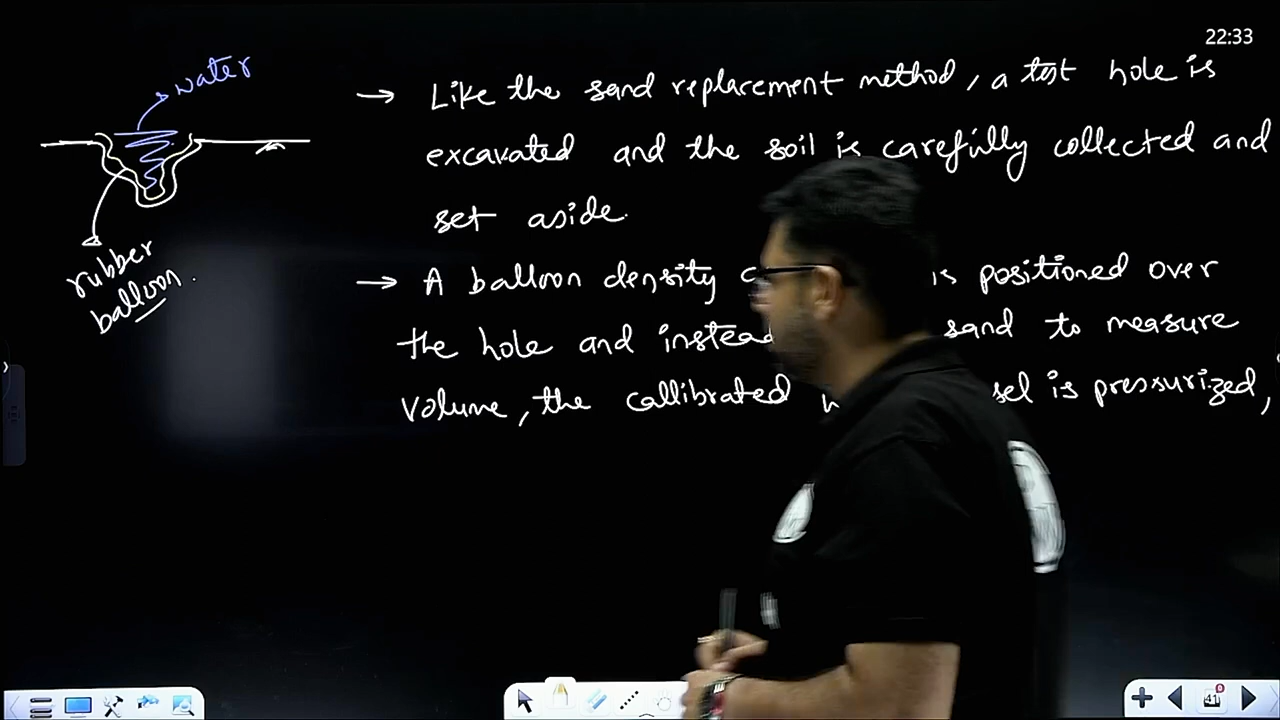 22:33
water
rubber
balloon.
→ Like the sand replacement method, a test hole is
excavated and the soil is carefully collected and
set aside.
→ A balloon density is positioned over
the hole and instead sand to measure
volume, the callibrated is pressurized,
41